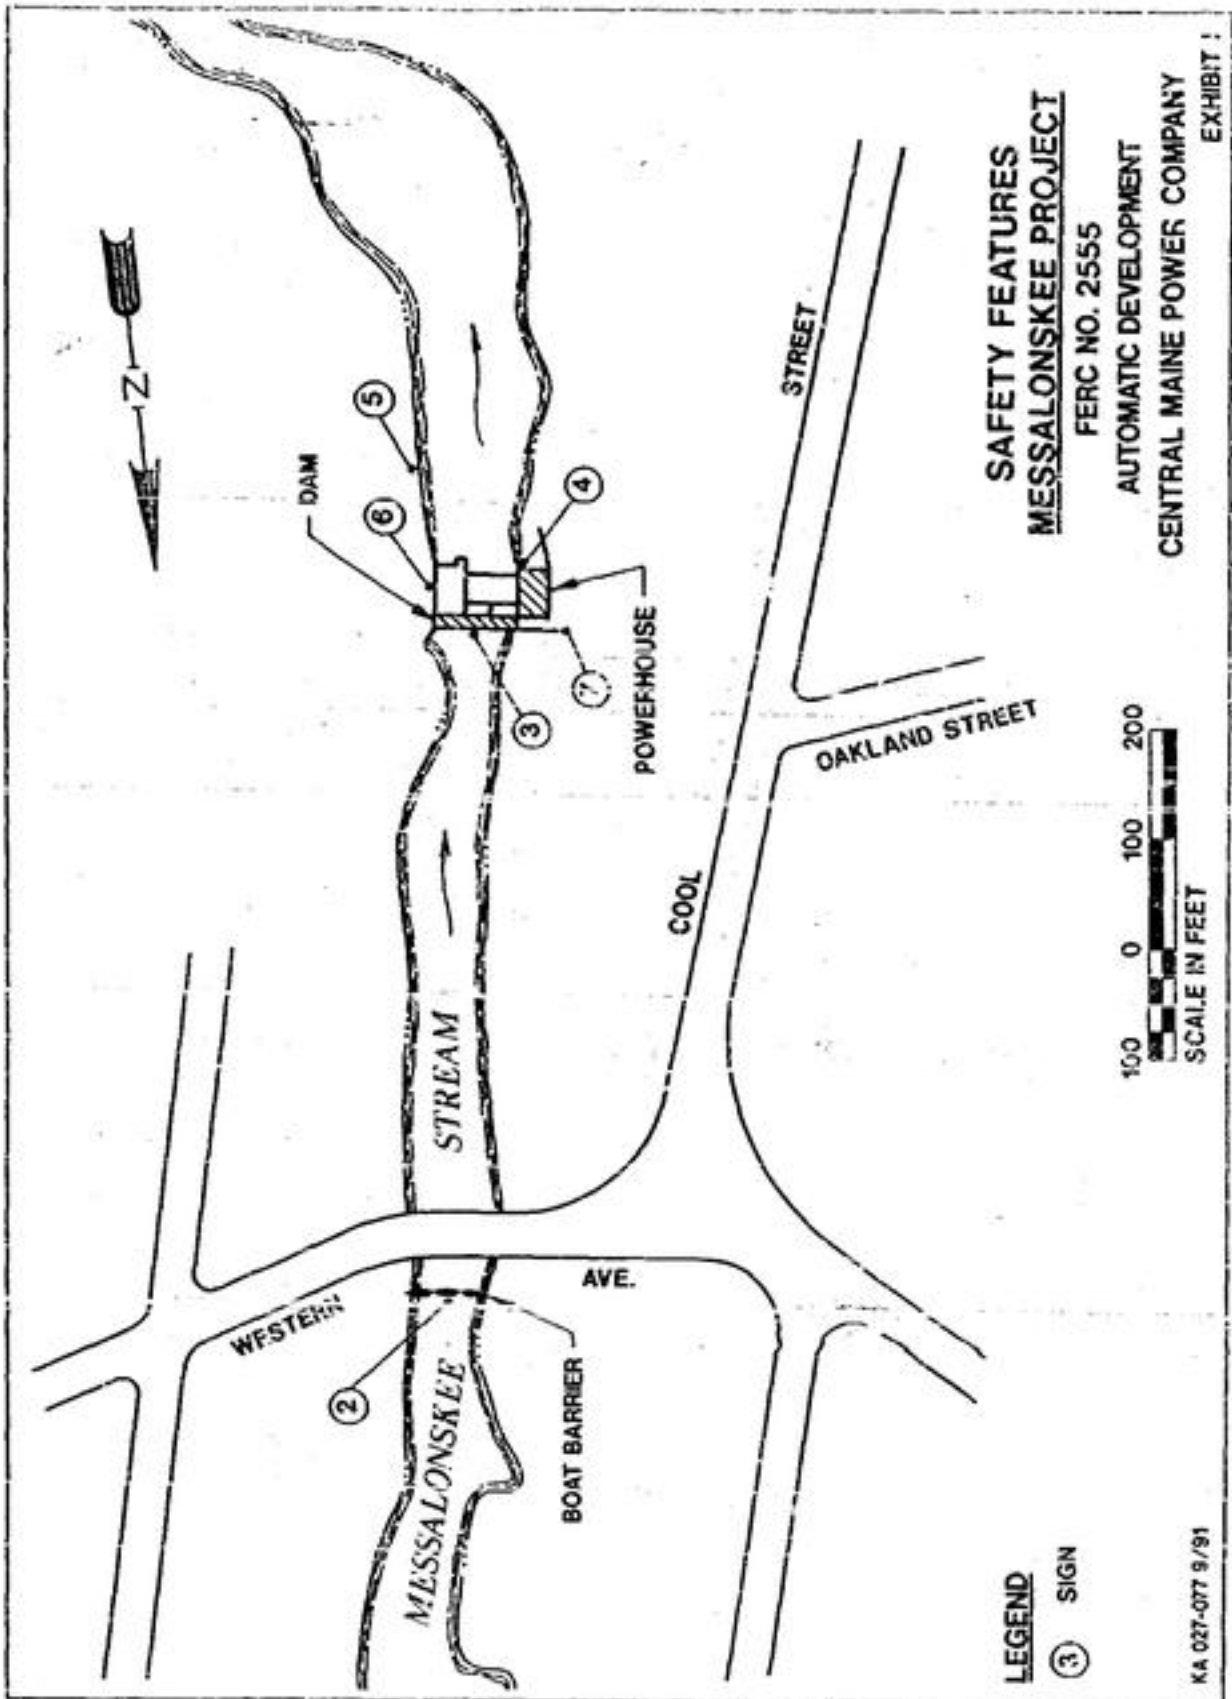 Z
DAM
5
6
4
3
7
POWERHOUSE
STREET
COOL
OAKLAND STREET
STREAM
WESTERN
AVE.
2
MESSALONSKEE
BOAT BARRIER
SAFETY FEATURES
MESSALONSKEE PROJECT
FERC NO. 2555
AUTOMATIC DEVELOPMENT
CENTRAL MAINE POWER COMPANY
EXHIBIT 1
100 0 100 200
SCALE IN FEET
LEGEND
3 SIGN
KA 027-077 9/91